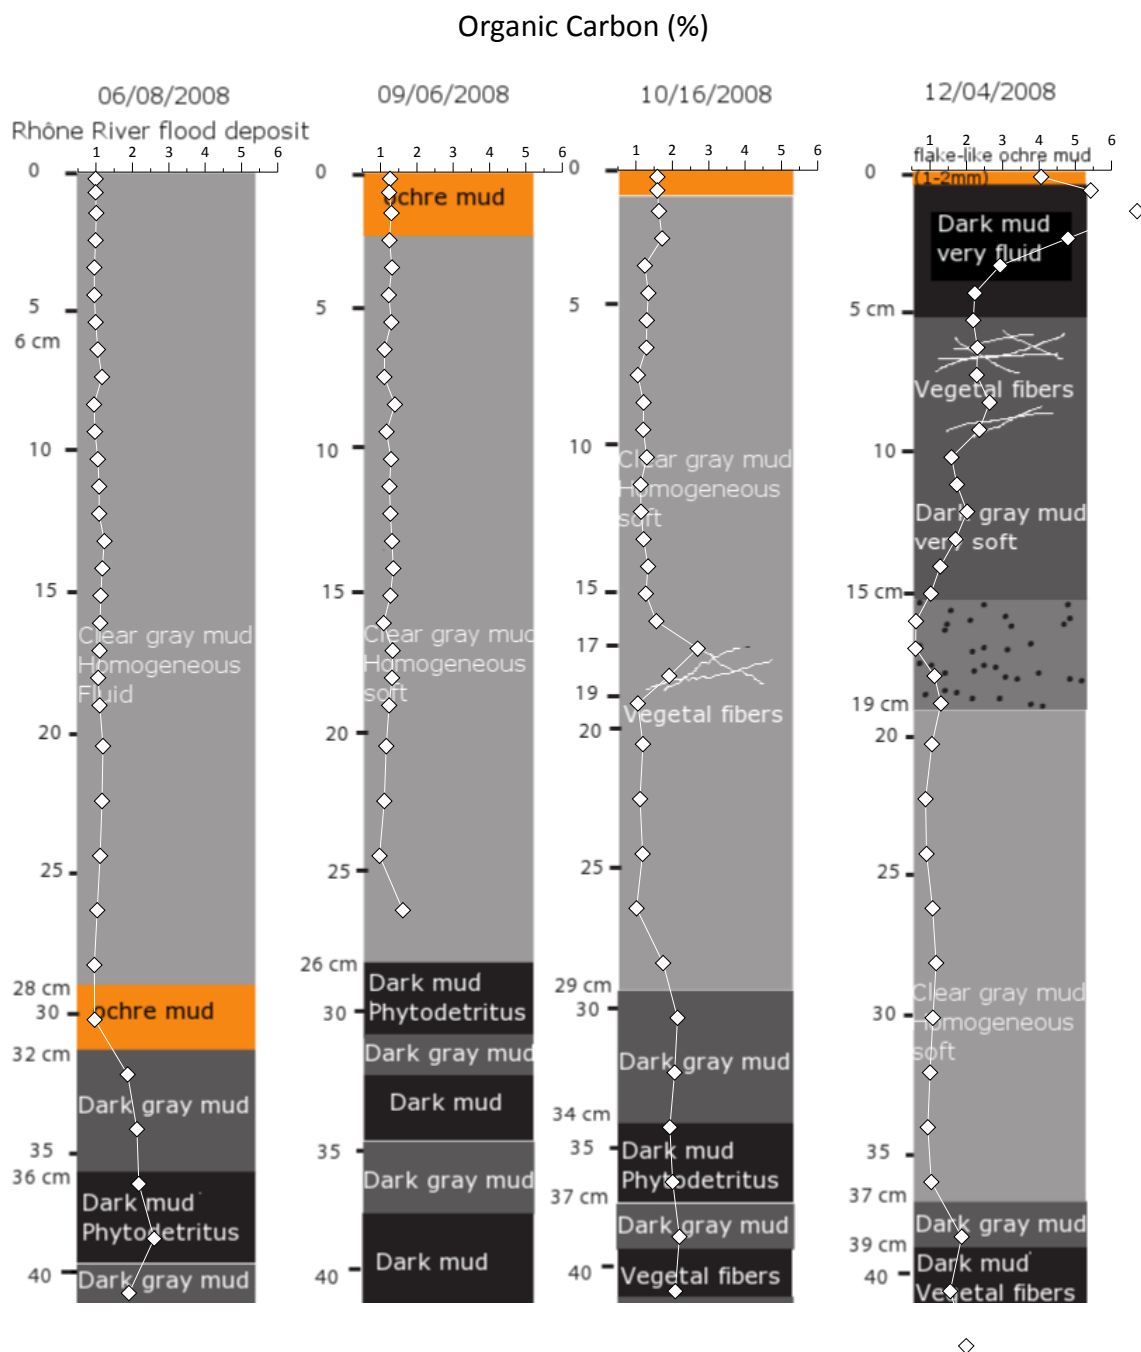 Organic Carbon (%)
06/08/2008
Rhône River flood deposit
1 2 3 4 5 6
0
5
6 cm
10
15
Clear gray mud
Homogeneous
Fluid
20
25
28 cm
30
ochre mud
32 cm
Dark gray mud
35
36 cm
Dark mud
Phytodetritus
40
Dark gray mud
09/06/2008
1 2 3 4 5 6
0
ochre mud
5
10
15
Clear gray mud
Homogeneous
soft
20
25
26 cm
Dark mud
Phytodetritus
30
Dark gray mud
Dark mud
35
Dark gray mud
Dark mud
40
10/16/2008
1 2 3 4 5 6
0
5
10
Clear gray mud
Homogeneous
soft
15
17
19
Vegetal fibers
20
25
29 cm
30
Dark gray mud
34 cm
35
Dark mud
Phytodetritus
37 cm
Dark gray mud
40
Vegetal fibers
12/04/2008
1 2 3 4 5 6
flake-like ochre mud
(1-2mm)
0
Dark mud
very fluid
5 cm
Vegetal fibers
10
Dark gray mud
very soft
15 cm
19 cm
20
25
Clear gray mud
Homogeneous
soft
30
35
37 cm
Dark gray mud
39 cm
Dark mud
40
Vegetal fibers